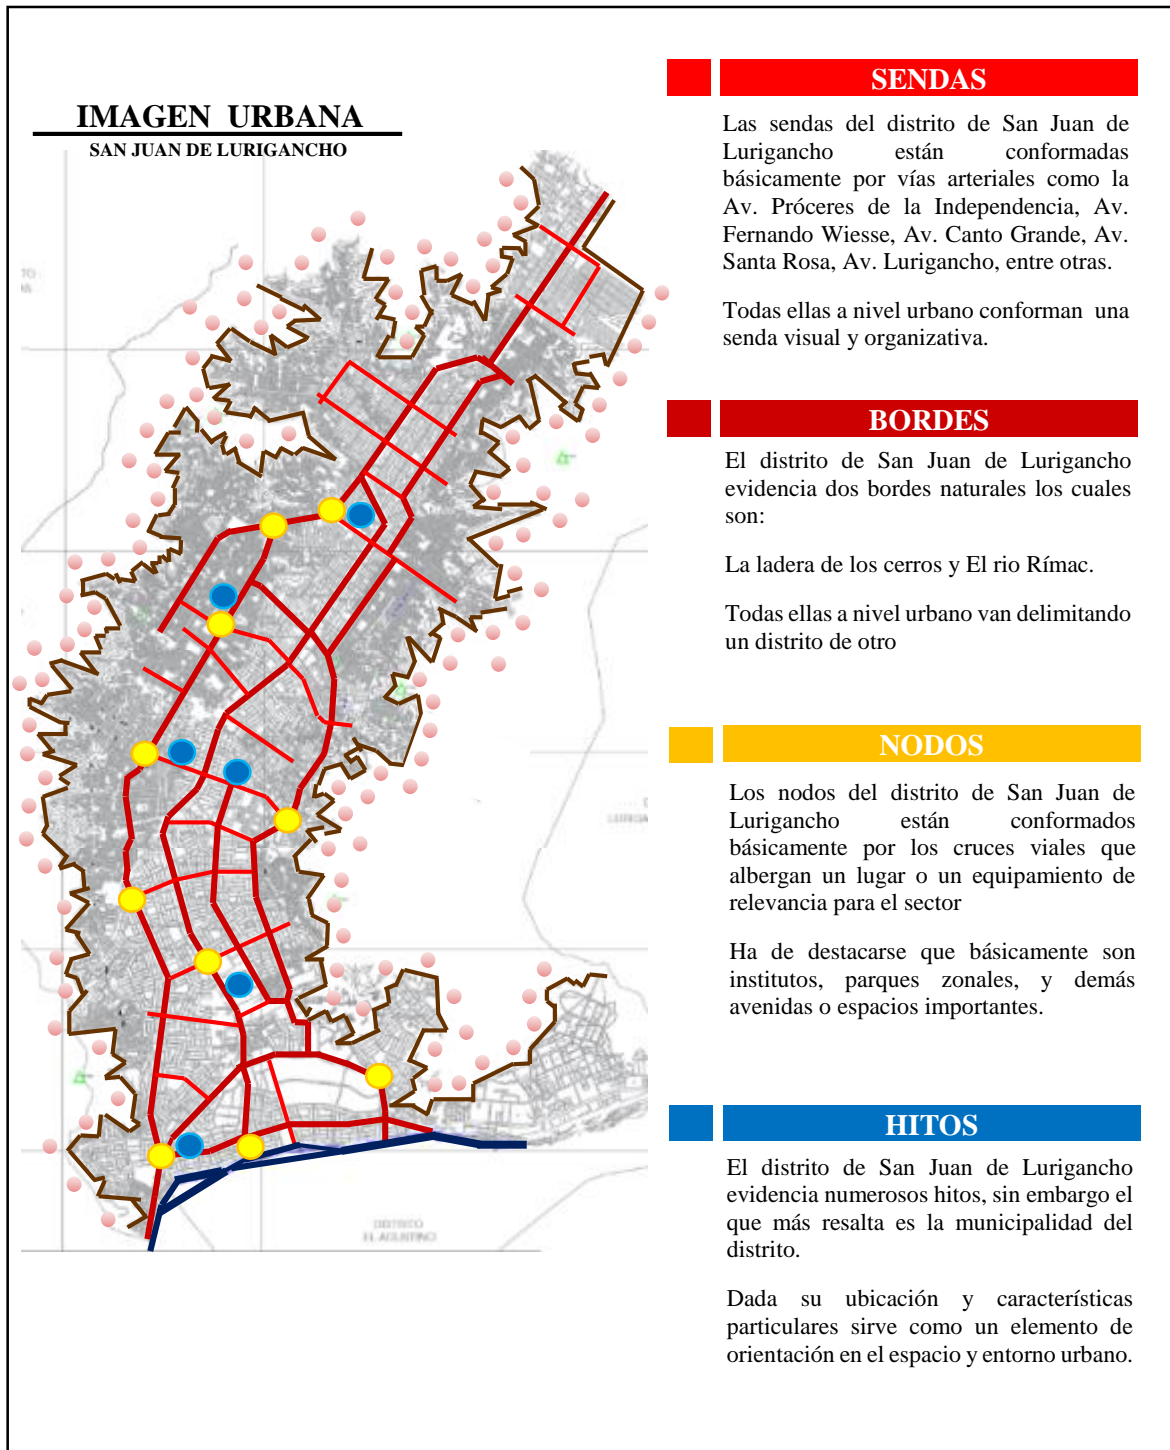 IMAGEN URBANA
SAN JUAN DE LURIGANCHO
SENDAS
Las sendas del distrito de San Juan de
Lurigancho están conformadas
básicamente por vías arteriales como la
Av. Próceres de la Independencia, Av.
Fernando Wiesse, Av. Canto Grande, Av.
Santa Rosa, Av. Lurigancho, entre otras.
Todas ellas a nivel urbano conforman una
senda visual y organizativa.
BORDES
El distrito de San Juan de Lurigancho
evidencia dos bordes naturales los cuales
son:
La ladera de los cerros y El rio Rímac.
Todas ellas a nivel urbano van delimitando
un distrito de otro
NODOS
Los nodos del distrito de San Juan de
Lurigancho están conformados
básicamente por los cruces viales que
albergan un lugar o un equipamiento de
relevancia para el sector
Ha de destacarse que básicamente son
institutos, parques zonales, y demás
avenidas o espacios importantes.
HITOS
El distrito de San Juan de Lurigancho
evidencia numerosos hitos, sin embargo el
que más resalta es la municipalidad del
distrito.
Dada su ubicación y características
particulares sirve como un elemento de
orientación en el espacio y entorno urbano.
DISTRITO
EL AGUSTINO